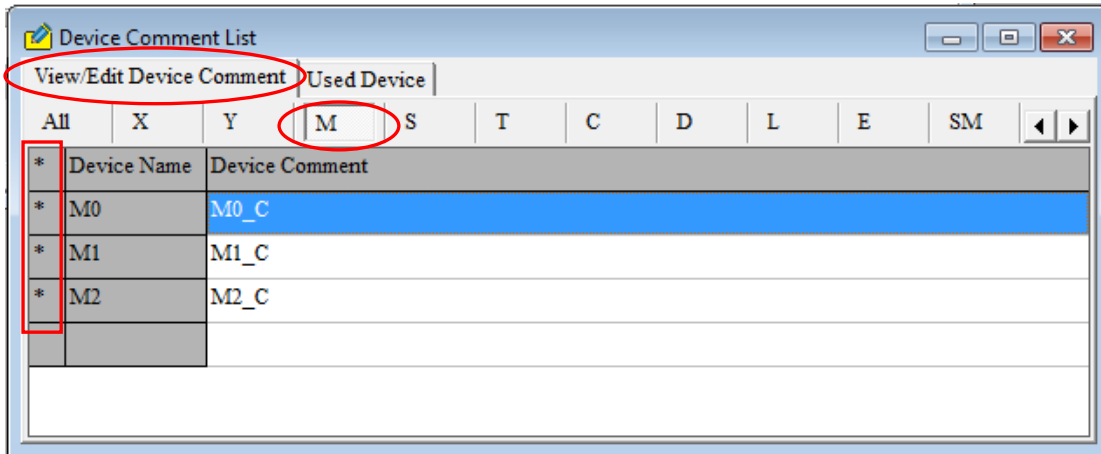 Device Comment List
View/Edit Device Comment Used Device
All X Y M S T C D L E SM
* Device Name Device Comment
* M0 M0_C
* M1 M1_C
* M2 M2_C